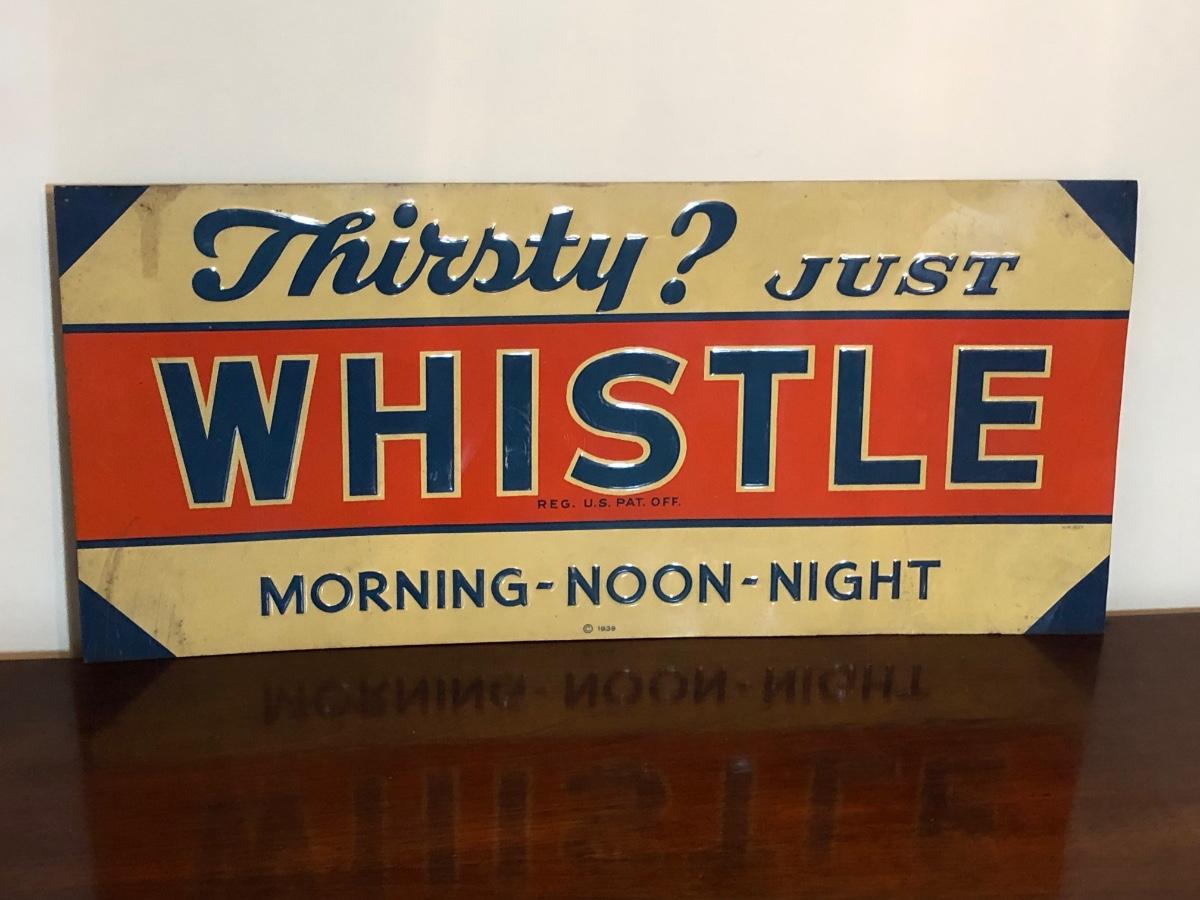 Thirsty? JUST
WHISTLE
REG. U.S. PAT. OFF.
MORNING-NOON-NIGHT
© 1939